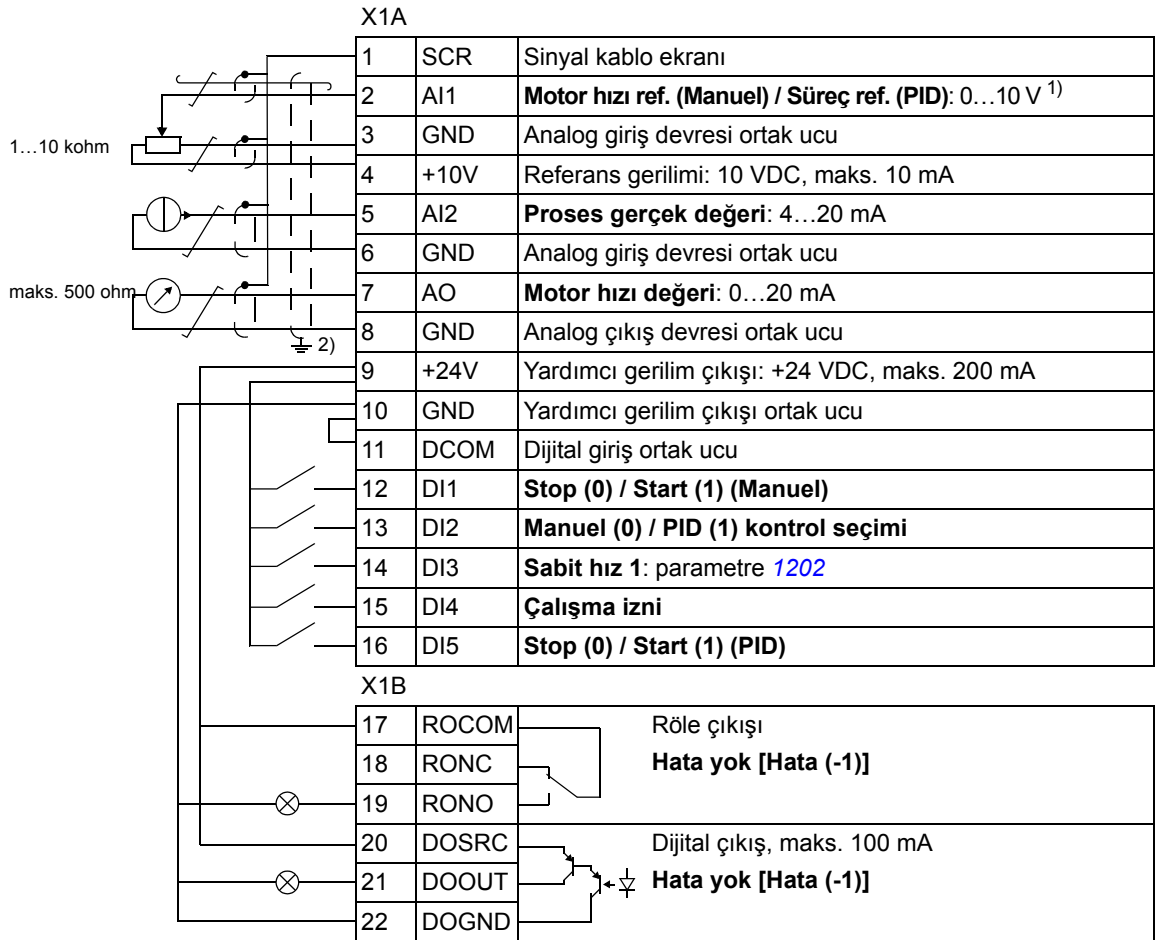 X1A
1 SCR Sinyal kablo ekranı
2 AI1 Motor hızı ref. (Manuel) / Süreç ref. (PID): 0…10 V 1)
1…10 kohm
3 GND Analog giriş devresi ortak ucu
4 +10V Referans gerilimi: 10 VDC, maks. 10 mA
5 AI2 Proses gerçek değeri: 4…20 mA
6 GND Analog giriş devresi ortak ucu
maks. 500 ohm
7 AO Motor hızı değeri: 0…20 mA
8 GND Analog çıkış devresi ortak ucu
2)
9 +24V Yardımcı gerilim çıkışı: +24 VDC, maks. 200 mA
10 GND Yardımcı gerilim çıkışı ortak ucu
11 DCOM Dijital giriş ortak ucu
12 DI1 Stop (0) / Start (1) (Manuel)
13 DI2 Manuel (0) / PID (1) kontrol seçimi
14 DI3 Sabit hız 1: parametre 1202
15 DI4 Çalışma izni
16 DI5 Stop (0) / Start (1) (PID)
X1B
17 ROCOM Röle çıkışı
18 RONC Hata yok [Hata (-1)]
19 RONO
20 DOSRC Dijital çıkış, maks. 100 mA
21 DOOUT Hata yok [Hata (-1)]
22 DOGND